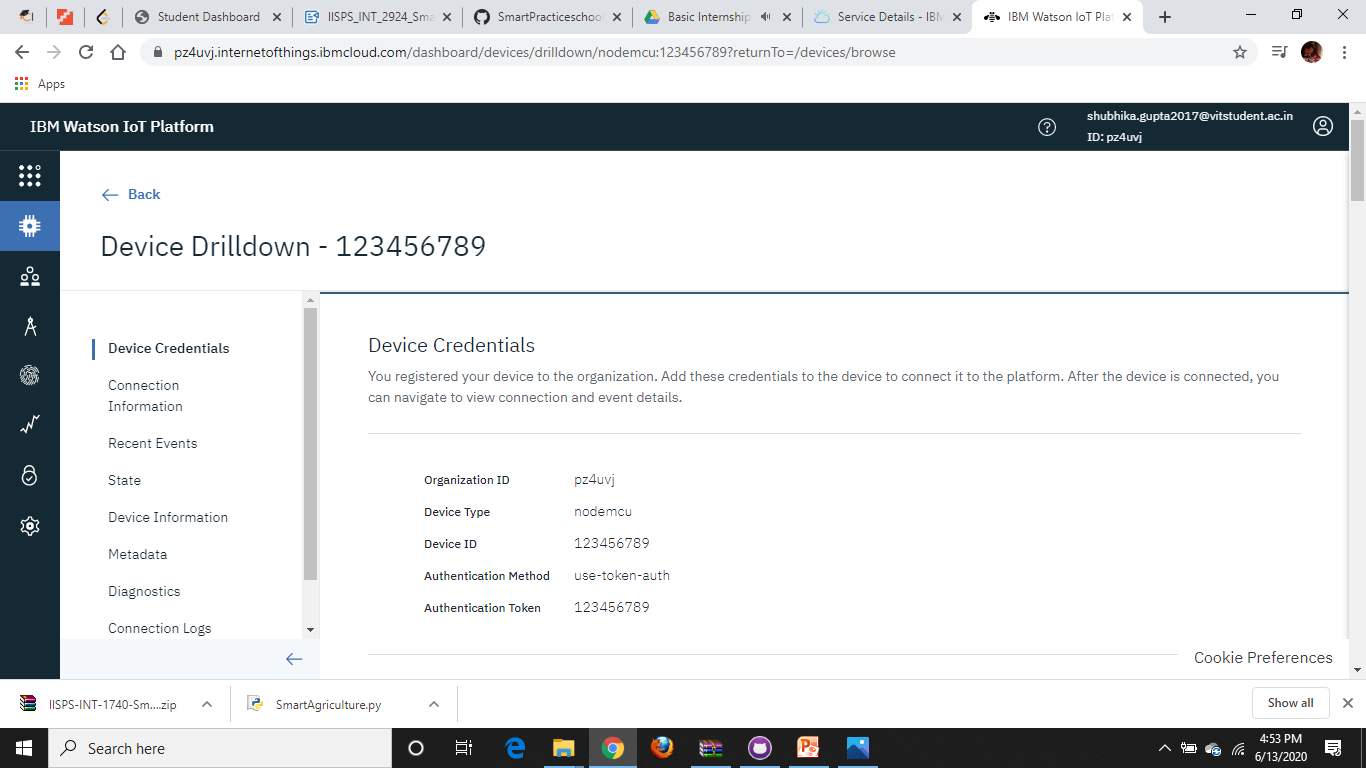 Student Dashboard
IISPS_INT_2924_Sma
SmartPracticeschool
Basic Internship
Service Details - IBM
IBM Watson IoT Plat
pz4uvj.internetofthings.ibmcloud.com/dashboard/devices/drilldown/nodemcu:123456789?returnTo=/devices/browse
Apps
IBM Watson IoT Platform
shubhika.gupta2017@vitstudent.ac.in
ID: pz4uvj
Back
Device Drilldown - 123456789
Device Credentials
Connection
Information
Recent Events
State
Device Information
Metadata
Diagnostics
Connection Logs
Device Credentials
You registered your device to the organization. Add these credentials to the device to connect it to the platform. After the device is connected, you
can navigate to view connection and event details.
Organization ID pz4uvj
Device Type nodemcu
Device ID 123456789
Authentication Method use-token-auth
Authentication Token 123456789
Cookie Preferences
IISPS-INT-1740-Sm....zip
SmartAgriculture.py
Show all
Search here
4:53 PM
6/13/2020